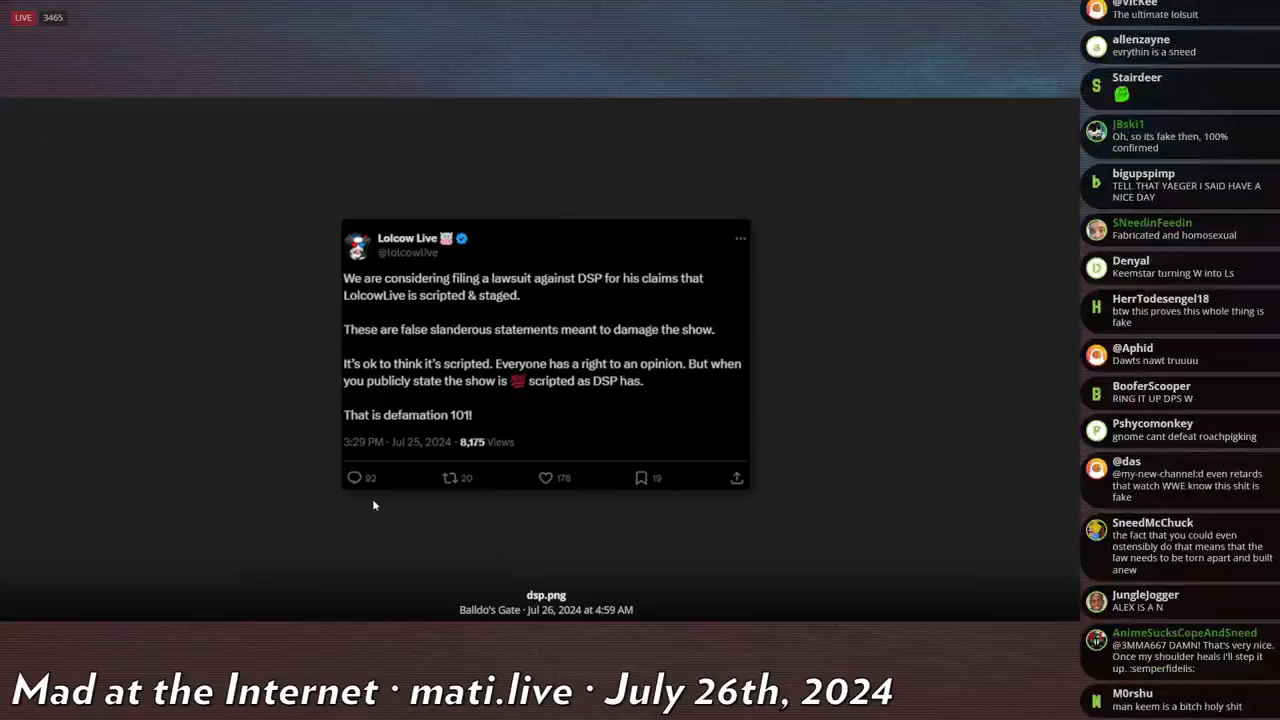 LIVE 3465
Lolcow Live
@lolcowlive
We are considering filing a lawsuit against DSP for his claims that
LolcowLive is scripted & staged.
These are false slanderous statements meant to damage the show.
It's ok to think it's scripted. Everyone has a right to an opinion. But when
you publicly state the show is 💯 scripted as DSP has.
That is defamation 101!
3:29 PM · Jul 25, 2024 · 8,175 Views
92 20 178 19
dsp.png
Balldo's Gate · Jul 26, 2024 at 4:59 AM
Mad at the Internet · mati.live · July 26th, 2024
@VicKee
The ultimate lolsuit
allenzayne
evrythin is a sneed
Stairdeer
JBski1
Oh, so its fake then, 100%
confirmed
bigupspimp
TELL THAT YAEGER I SAID HAVE A
NICE DAY
SNeedinFeedin
Fabricated and homosexual
Denyal
Keemstar turning W into Ls
HerrTodesengel18
btw this proves this whole thing is
fake
@Aphid
Dawts nawt truuuu
BooferScooper
RING IT UP DPS W
Pshycomonkey
gnome cant defeat roachpigking
@das
@my-new-channel:d even retards
that watch WWE know this shit is
fake
SneedMcChuck
the fact that you could even
ostensibly do that means that the
law needs to be torn apart and built
anew
JungleJogger
ALEX IS A N
AnimeSucksCopeAndSneed
@3MMA667 DAMN! That's very nice.
Once my shoulder heals i'll step it
up. :semperfidelis:
M0rshu
man keem is a bitch holy shit